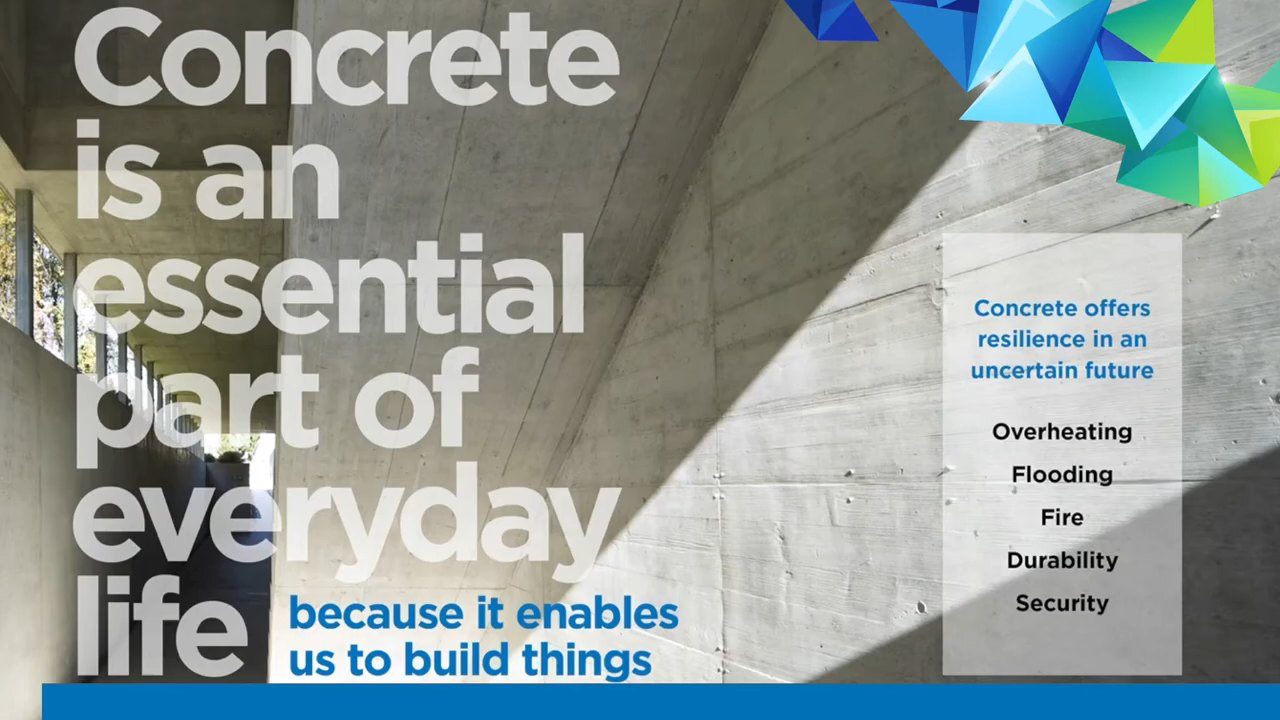 Concrete
is an
essential
part of
everyday
life
because it enables
us to build things
Concrete offers
resilience in an
uncertain future
Overheating
Flooding
Fire
Durability
Security